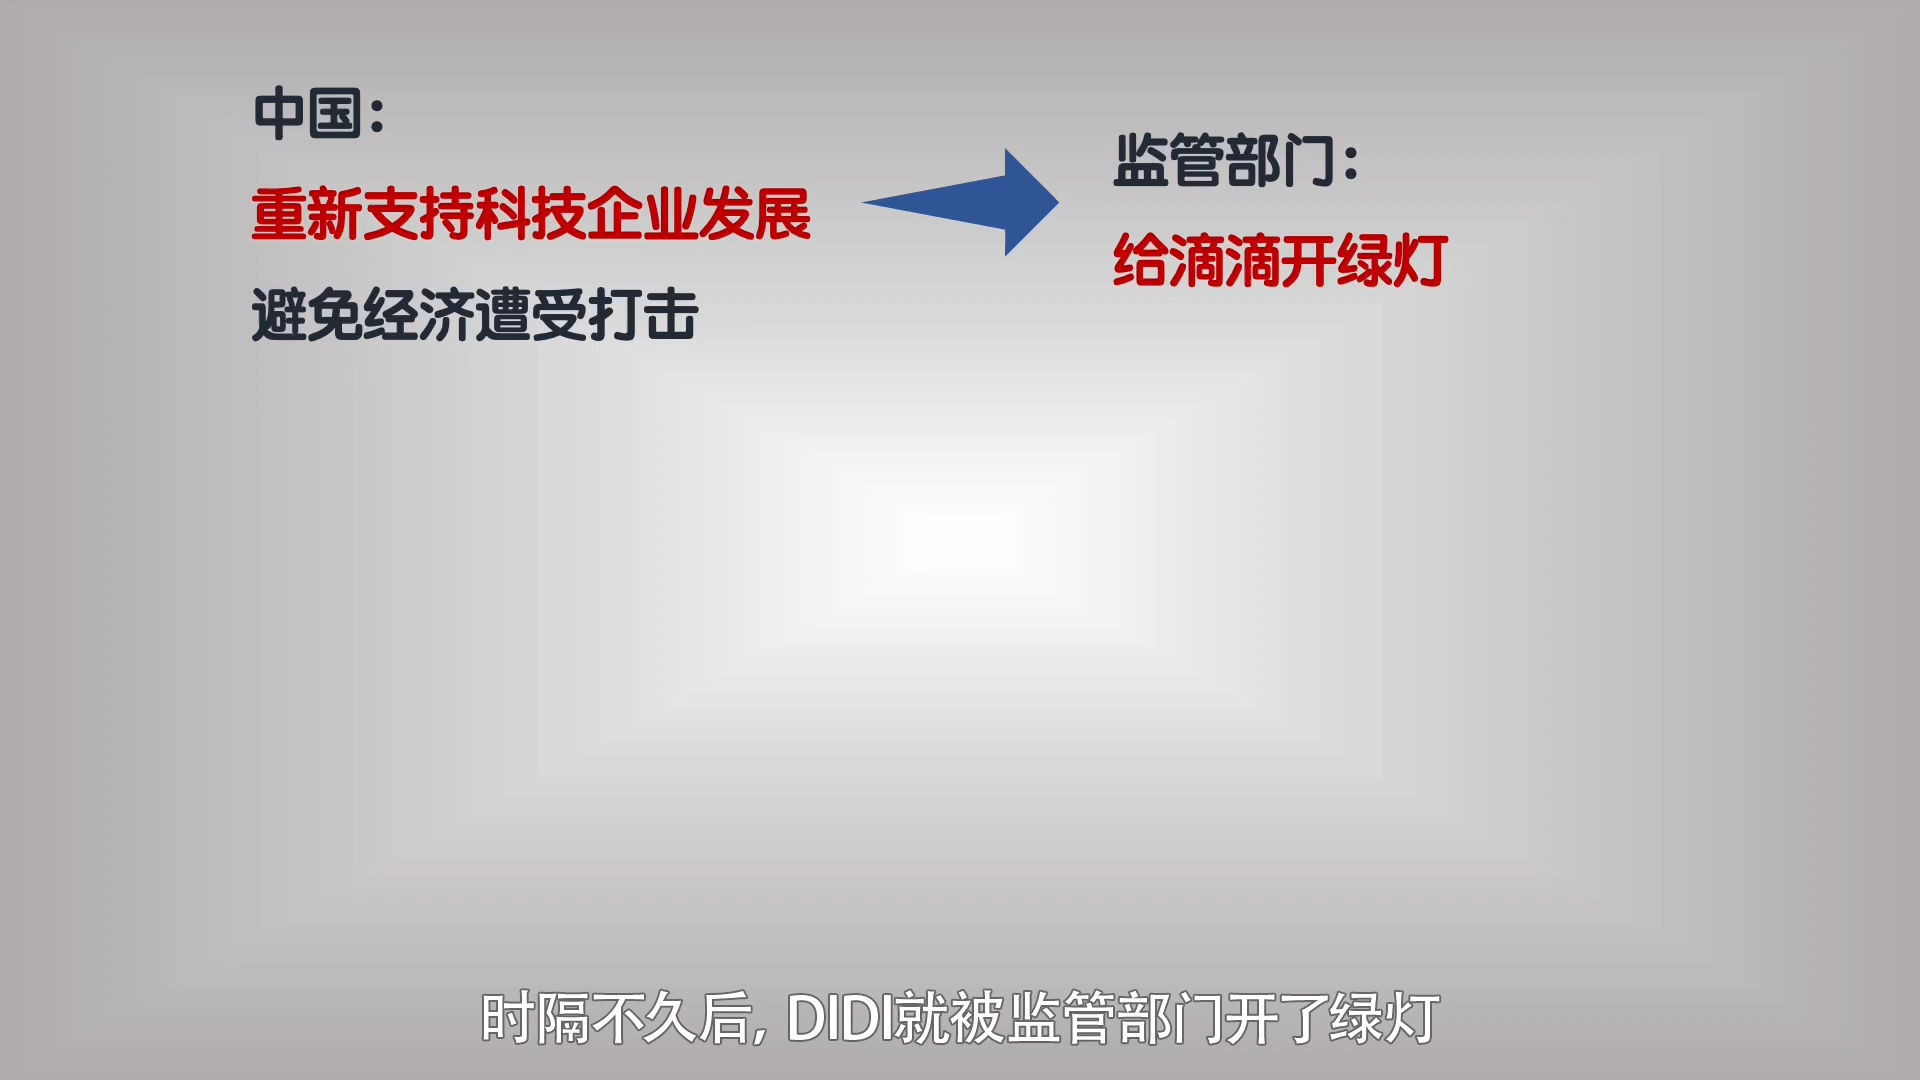 中国：
重新支持科技企业发展
避免经济遭受打击
监管部门：
给滴滴开绿灯
时隔不久后, DIDI就被监管部门开了绿灯